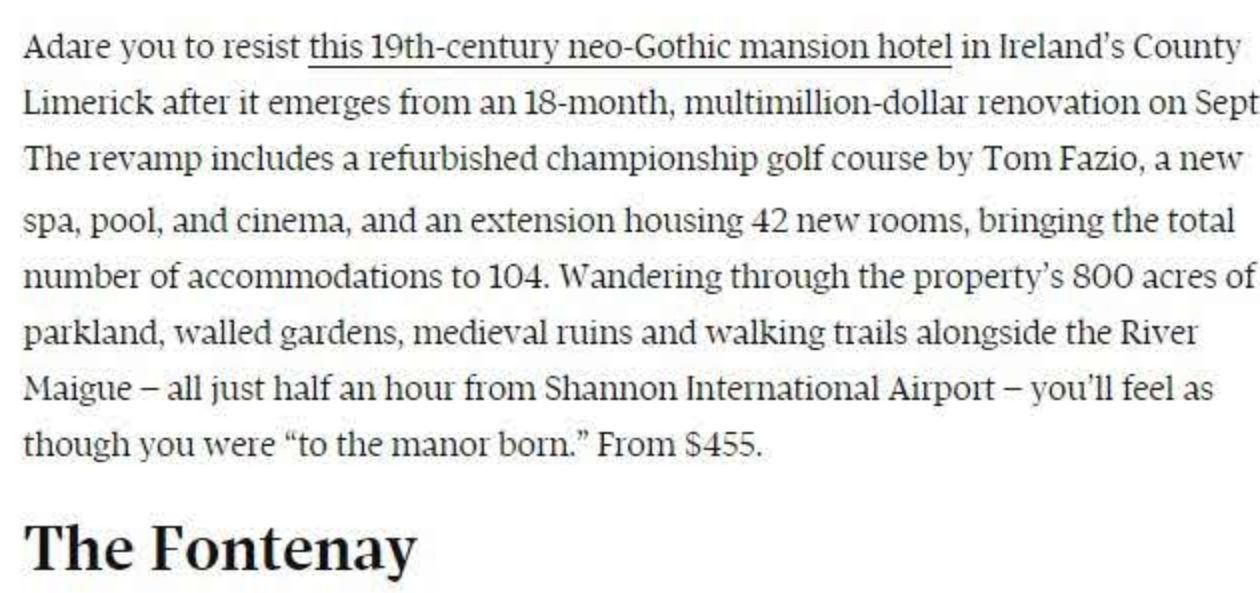 Adare you to resist this 19th-century neo-Gothic mansion hotel in Ireland's County
Limerick after it emerges from an 18-month, multimillion-dollar renovation on Sept
The revamp includes a refurbished championship golf course by Tom Fazio, a new
spa, pool, and cinema, and an extension housing 42 new rooms, bringing the total
number of accommodations to 104. Wandering through the property's 800 acres of
parkland, walled gardens, medieval ruins and walking trails alongside the River
Maigue – all just half an hour from Shannon International Airport – you'll feel as
though you were “to the manor born.” From $455.
The Fontenay